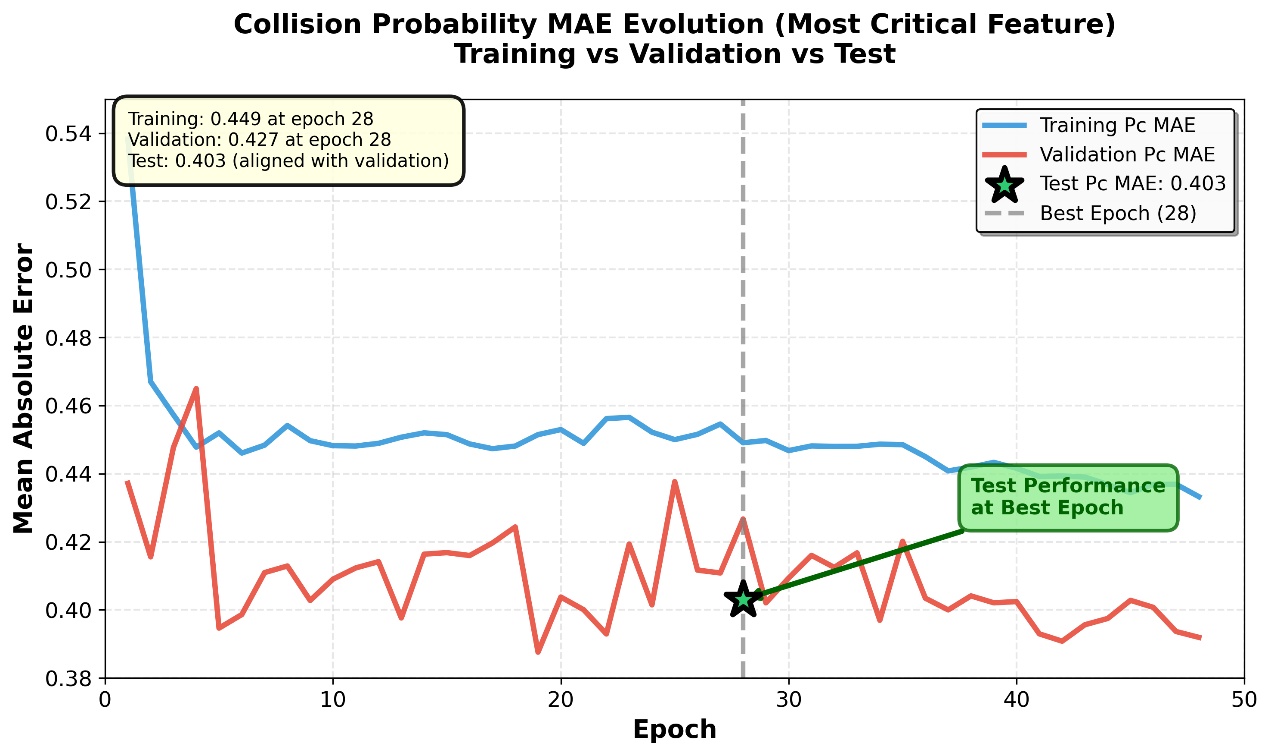 Collision Probability MAE Evolution (Most Critical Feature)
Training vs Validation vs Test
Training: 0.449 at epoch 28
Validation: 0.427 at epoch 28
Test: 0.403 (aligned with validation)
Training Pc MAE
Validation Pc MAE
Test Pc MAE: 0.403
Best Epoch (28)
Test Performance
at Best Epoch
Mean Absolute Error
0.54
0.52
0.50
0.48
0.46
0.44
0.42
0.40
0.38
0
10
20
30
40
50
Epoch